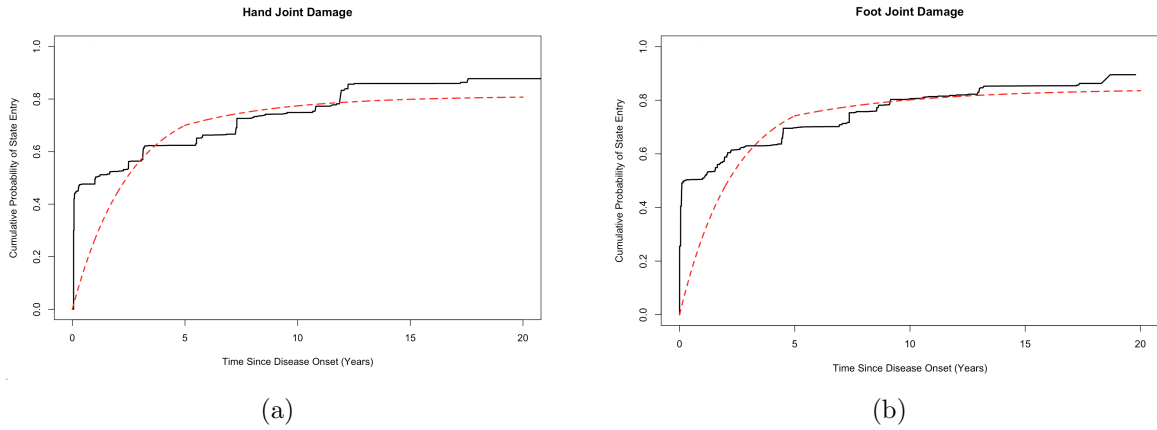 Hand Joint Damage
Cumulative Probability of State Entry
1.0
0.8
0.6
0.4
0.2
0.0
0 5 10 15 20
Time Since Disease Onset (Years)
(a)
Foot Joint Damage
Cumulative Probability of State Entry
1.0
0.8
0.6
0.4
0.2
0.0
0 5 10 15 20
Time Since Disease Onset (Years)
(b)